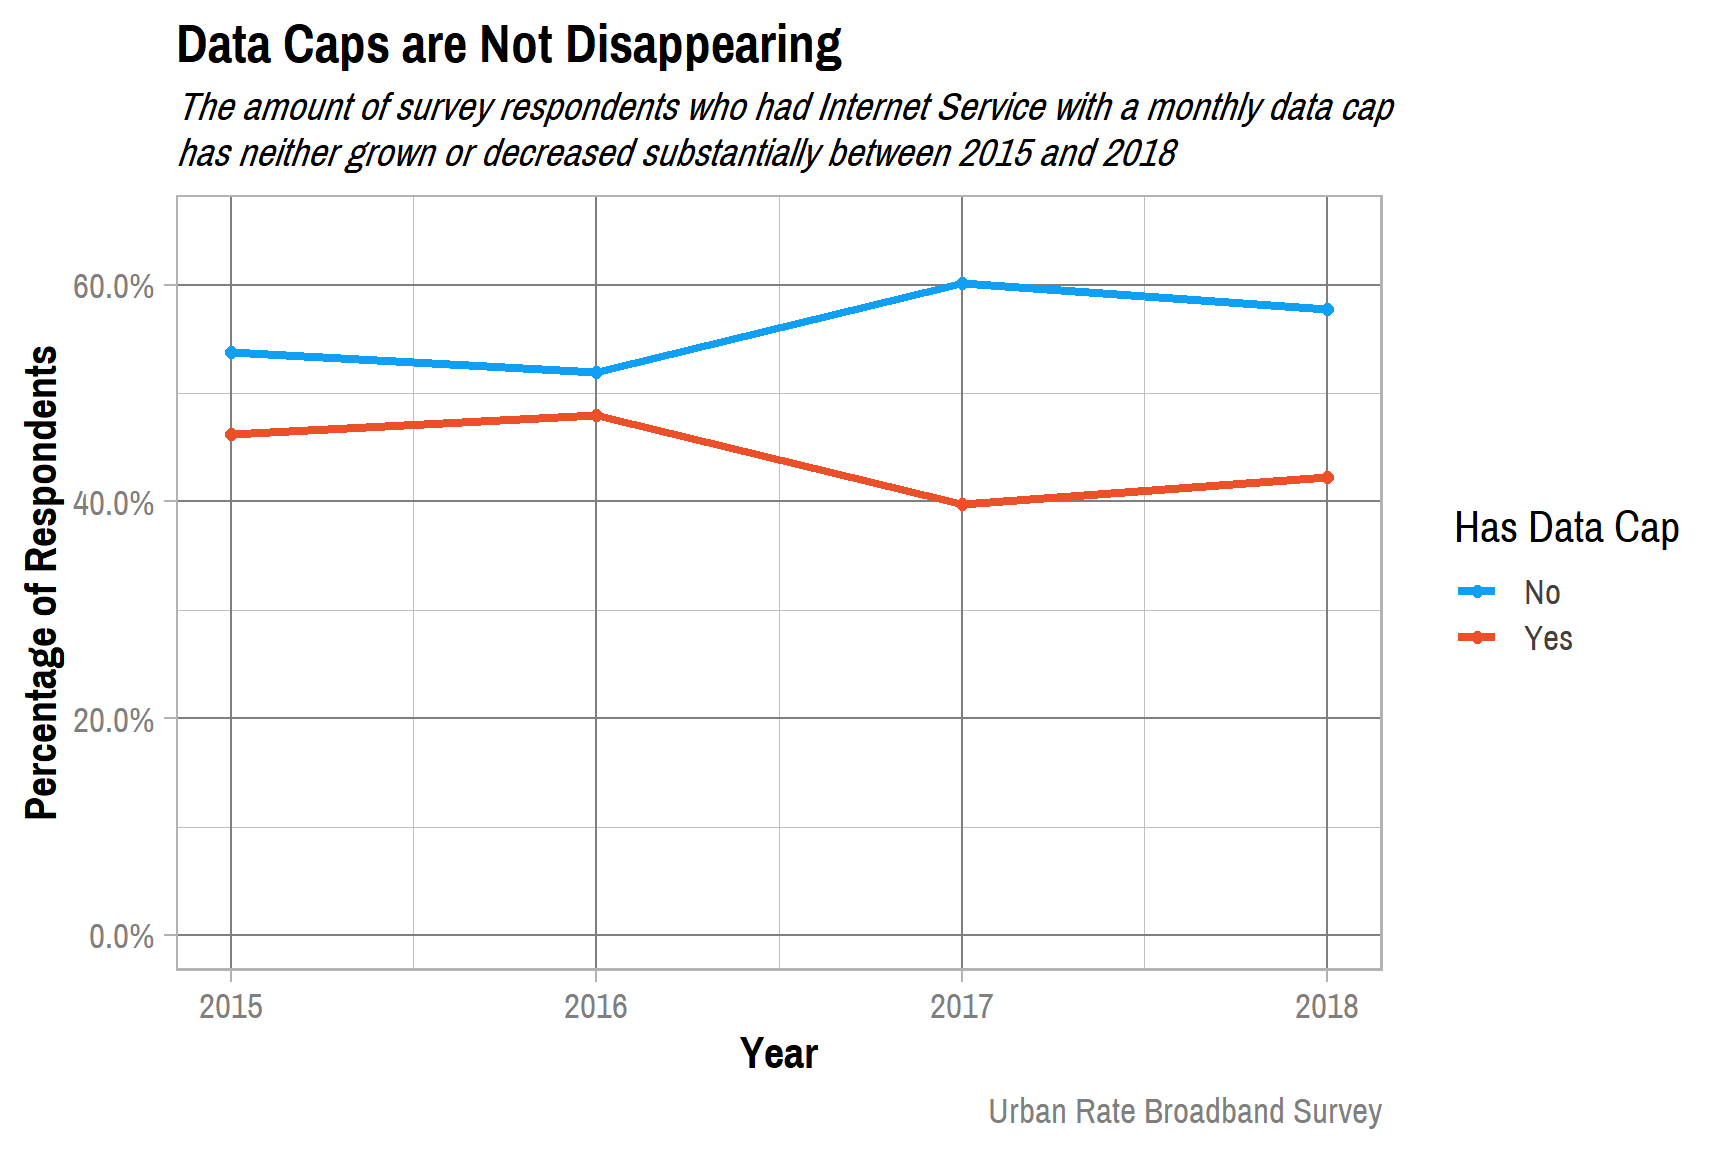 Data Caps are Not Disappearing
The amount of survey respondents who had Internet Service with a monthly data cap
has neither grown or decreased substantially between 2015 and 2018
Percentage of Respondents
60.0%
40.0%
20.0%
0.0%
2015 2016 2017 2018
Year
Has Data Cap
No
Yes
Urban Rate Broadband Survey